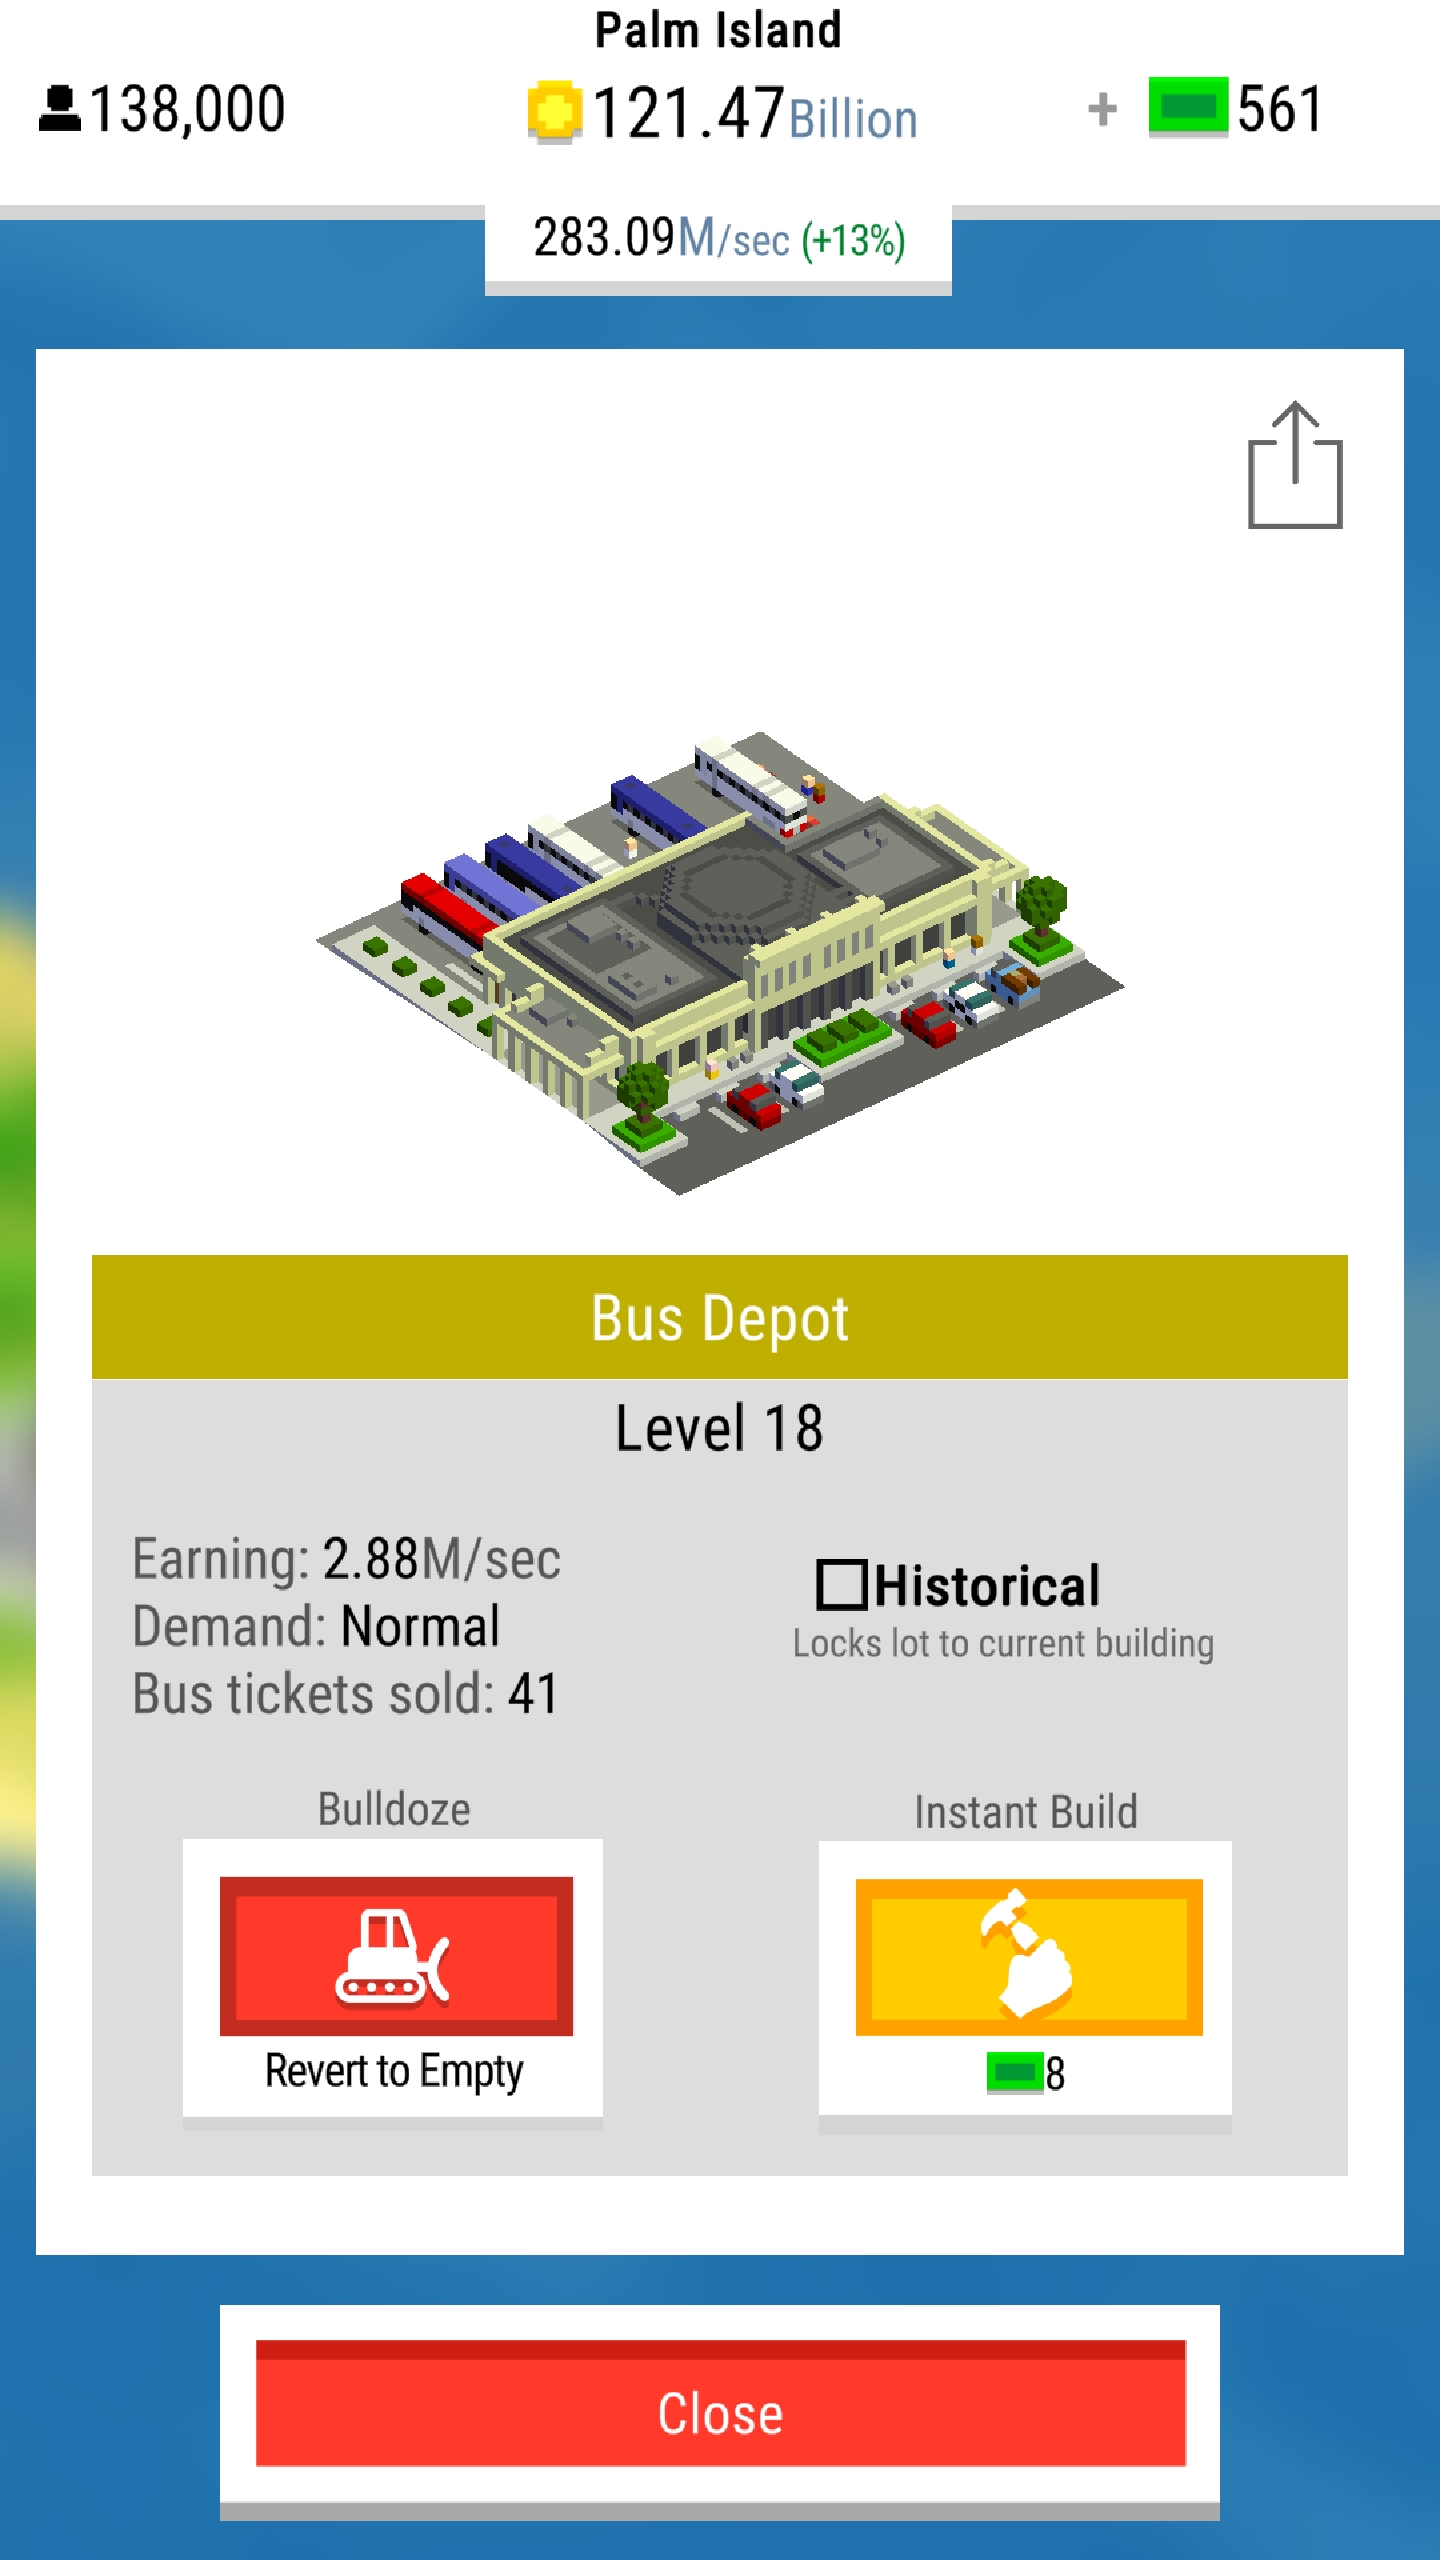 Palm Island
138,000
121.47Billion
+ 561
283.09M/sec (+13%)
Bus Depot
Level 18
Earning: 2.88M/sec
Demand: Normal
Bus tickets sold: 41
Historical
Locks lot to current building
Bulldoze
Revert to Empty
Instant Build
8
Close